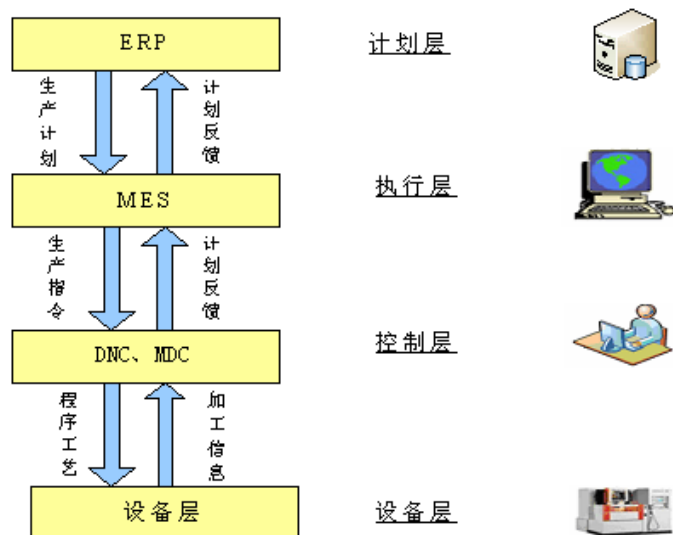 ERP
计划层
生产计划
计划反馈
MES
执行层
生产指令
计划反馈
DNC、MDC
控制层
程序工艺
加工信息
设备层
设备层